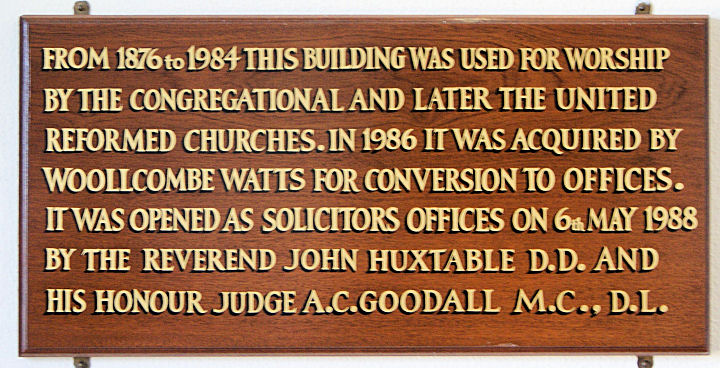 FROM 1876 to 1984 THIS BUILDING WAS USED FOR WORSHIP
BY THE CONGREGATIONAL AND LATER THE UNITED
REFORMED CHURCHES. IN 1986 IT WAS ACQUIRED BY
WOOLLCOMBE WATTS FOR CONVERSION TO OFFICES.
IT WAS OPENED AS SOLICITORS OFFICES ON 6th MAY 1988
BY THE REVEREND JOHN HUXTABLE D.D. AND
HIS HONOUR JUDGE A.C.GOODALL M.C., D.L.